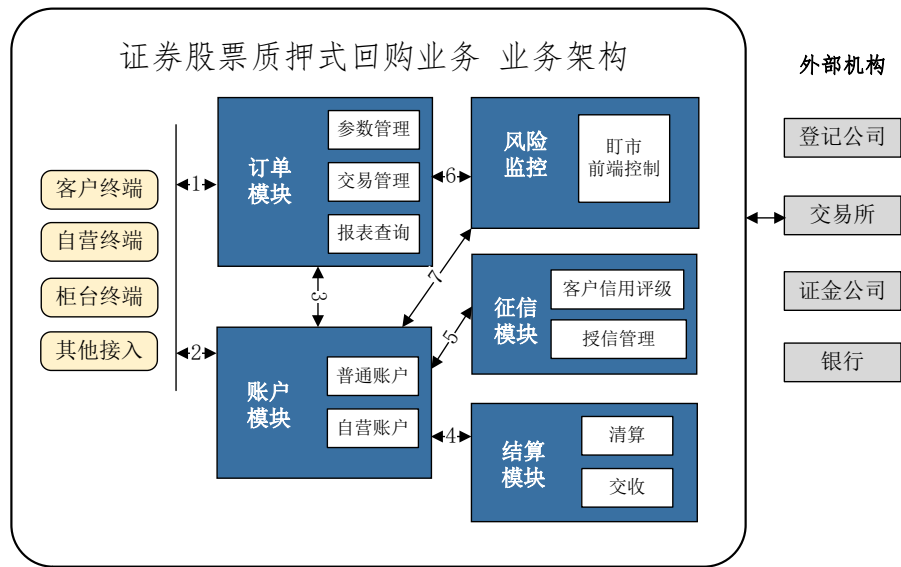 证券股票质押式回购业务 业务架构
外部机构
客户终端
自营终端
柜台终端
其他接入
1
2
订单
模块
参数管理
交易管理
报表查询
6
风险
监控
盯市
前端控制
3
7
征信
模块
客户信用评级
授信管理
5
账户
模块
普通账户
自营账户
4
结算
模块
清算
交收
登记公司
交易所
证金公司
银行